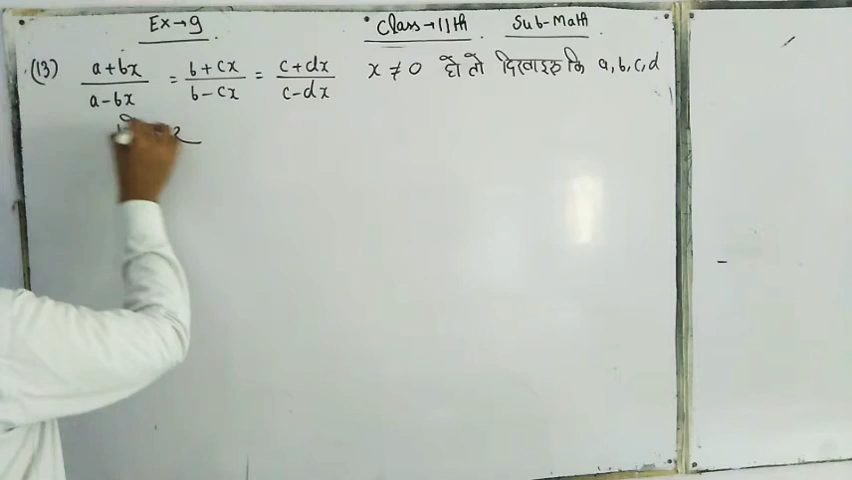 Ex→9 Class→11th Sub-Math
(13) a+bx/a-bx = b+cx/b-cx = c+dx/c-dx x ≠ 0 हो तो दिखाइए कि a, b, c, d